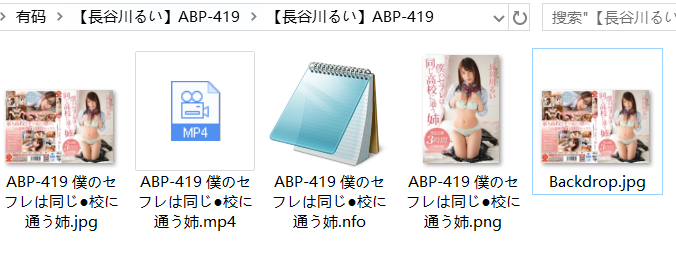 有码 > 【長谷川るい】ABP-419 > 【長谷川るい】ABP-419
搜索"【長谷川るい
MP4
ABP-419 僕のセ
フレは同じ●校に
通う姉.jpg
ABP-419 僕のセ
フレは同じ●校に
通う姉.mp4
ABP-419 僕のセ
フレは同じ●校に
通う姉.nfo
ABP-419 僕のセ
フレは同じ●校に
通う姉.png
Backdrop.jpg